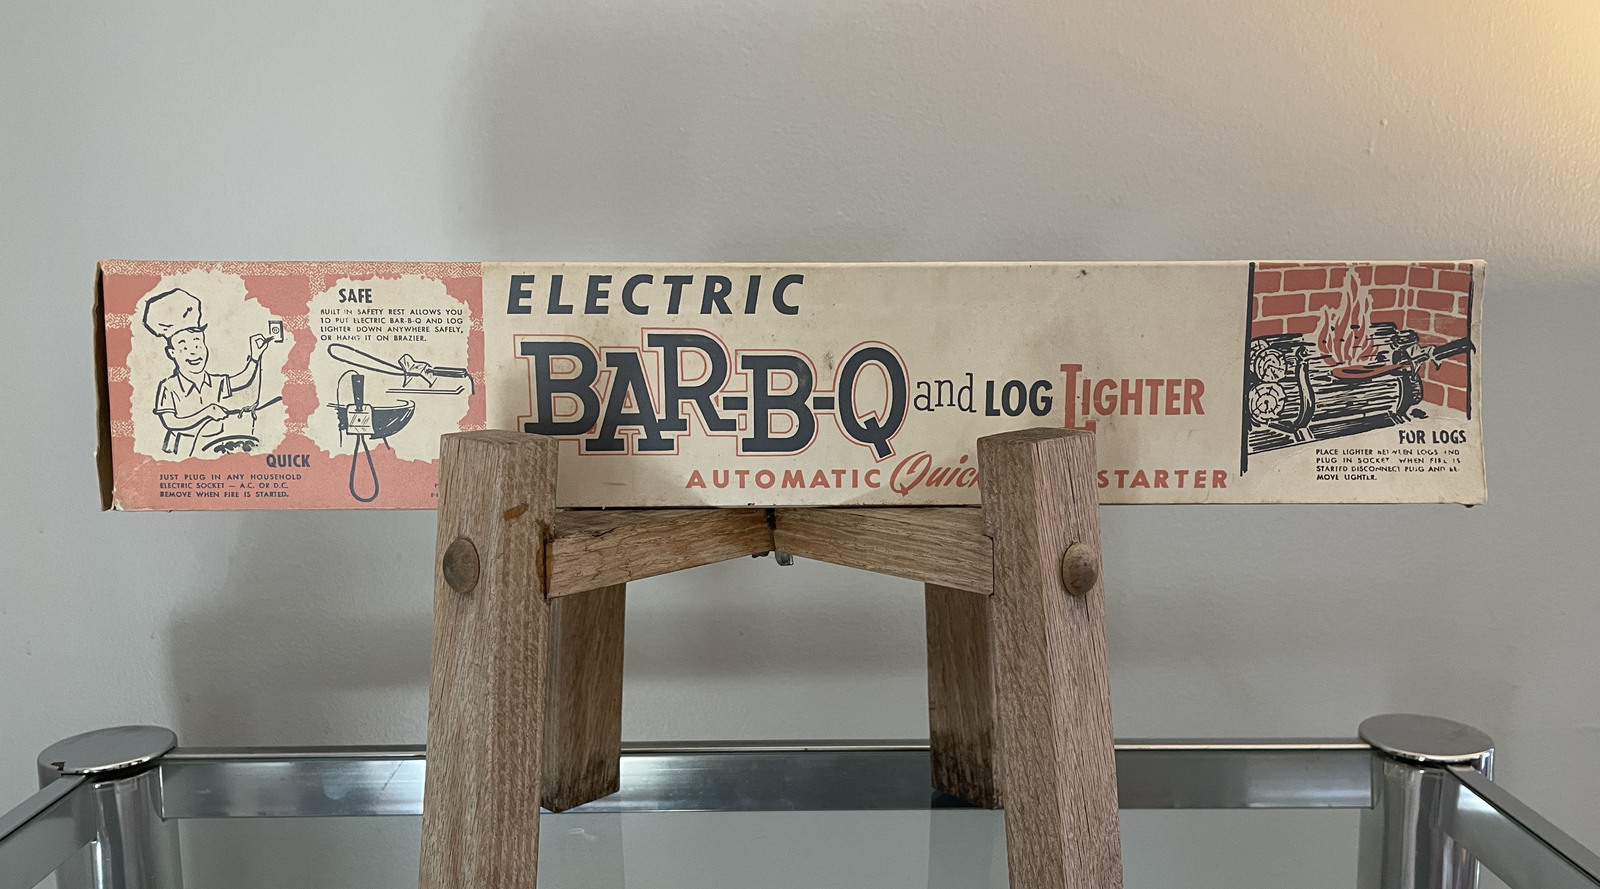 SAFE
BUILT IN SAFETY REST ALLOWS YOU
TO PUT ELECTRIC BAR-B-Q AND LOG
LIGHTER DOWN ANYWHERE SAFELY,
OR HANG IT ON BRAZIER.
QUICK
JUST PLUG IN ANY HOUSEHOLD
ELECTRIC SOCKET — A.C. OR D.C.
REMOVE WHEN FIRE IS STARTED.
ELECTRIC
BAR-B-Q and LOG LIGHTER
AUTOMATIC Quick STARTER
FOR LOGS
PLACE LIGHTER BETWEEN LOGS AND
PLUG IN SOCKET WHEN FIRE IS
STARTED DISCONNECT PLUG AND RE-
MOVE LIGHTER.